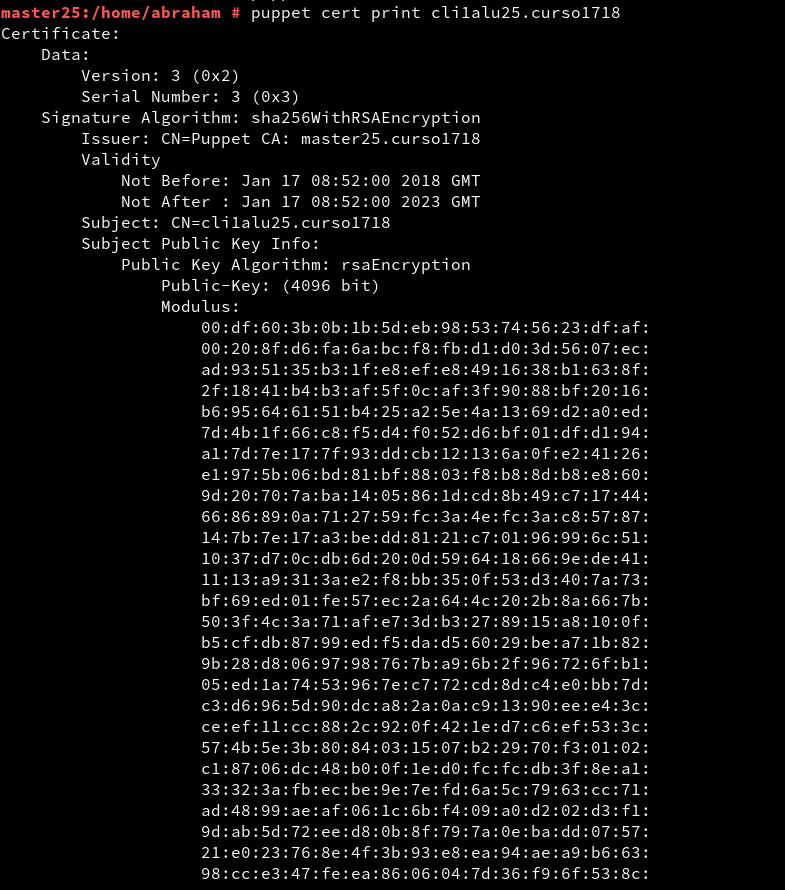 master25:/home/abraham # puppet cert print cli1alu25.curso1718
Certificate:
    Data:
        Version: 3 (0x2)
        Serial Number: 3 (0x3)
    Signature Algorithm: sha256WithRSAEncryption
        Issuer: CN=Puppet CA: master25.curso1718
        Validity
            Not Before: Jan 17 08:52:00 2018 GMT
            Not After : Jan 17 08:52:00 2023 GMT
        Subject: CN=cli1alu25.curso1718
        Subject Public Key Info:
            Public Key Algorithm: rsaEncryption
                Public-Key: (4096 bit)
                Modulus:
                    00:df:60:3b:0b:1b:5d:eb:98:53:74:56:23:df:af:
                    00:20:8f:d6:fa:6a:bc:f8:fb:d1:d0:3d:56:07:ec:
                    ad:93:51:35:b3:1f:e8:ef:e8:49:16:38:b1:63:8f:
                    2f:18:41:b4:b3:af:5f:0c:af:3f:90:88:bf:20:16:
                    b6:95:64:61:51:b4:25:a2:5e:4a:13:69:d2:a0:ed:
                    7d:4b:1f:66:c8:f5:d4:f0:52:d6:bf:01:df:d1:94:
                    a1:7d:7e:17:7f:93:dd:cb:12:13:6a:0f:e2:41:26:
                    e1:97:5b:06:bd:81:bf:88:03:f8:b8:8d:b8:e8:60:
                    9d:20:70:7a:ba:14:05:86:1d:cd:8b:49:c7:17:44:
                    66:86:89:0a:71:27:59:fc:3a:4e:fc:3a:c8:57:87:
                    14:7b:7e:17:a3:be:dd:81:21:c7:01:96:99:6c:51:
                    10:37:d7:0c:db:6d:20:0d:59:64:18:66:9e:de:41:
                    11:13:a9:31:3a:e2:f8:bb:35:0f:53:d3:40:7a:73:
                    bf:69:ed:01:fe:57:ec:2a:64:4c:20:2b:8a:66:7b:
                    50:3f:4c:3a:71:af:e7:3d:b3:27:89:15:a8:10:0f:
                    b5:cf:db:87:99:ed:f5:da:d5:60:29:be:a7:1b:82:
                    9b:28:d8:06:97:98:76:7b:a9:6b:2f:96:72:6f:b1:
                    05:ed:1a:74:53:96:7e:c7:72:cd:8d:c4:e0:bb:7d:
                    c3:d6:96:5d:90:dc:a8:2a:0a:c9:13:90:ee:e4:3c:
                    ce:ef:11:cc:88:2c:92:0f:42:1e:d7:c6:ef:53:3c:
                    57:4b:5e:3b:80:84:03:15:07:b2:29:70:f3:01:02:
                    c1:87:06:dc:48:b0:0f:1e:d0:fc:fc:db:3f:8e:a1:
                    33:32:3a:fb:ec:be:9e:7e:fd:6a:5c:79:63:cc:71:
                    ad:48:99:ae:af:06:1c:6b:f4:09:a0:d2:02:d3:f1:
                    9d:ab:5d:72:ee:d8:0b:8f:79:7a:0e:ba:dd:07:57:
                    21:e0:23:76:8e:4f:3b:93:e8:ea:94:ae:a9:b6:63:
                    98:cc:e3:47:fe:ea:86:06:04:7d:36:f9:6f:53:8c: